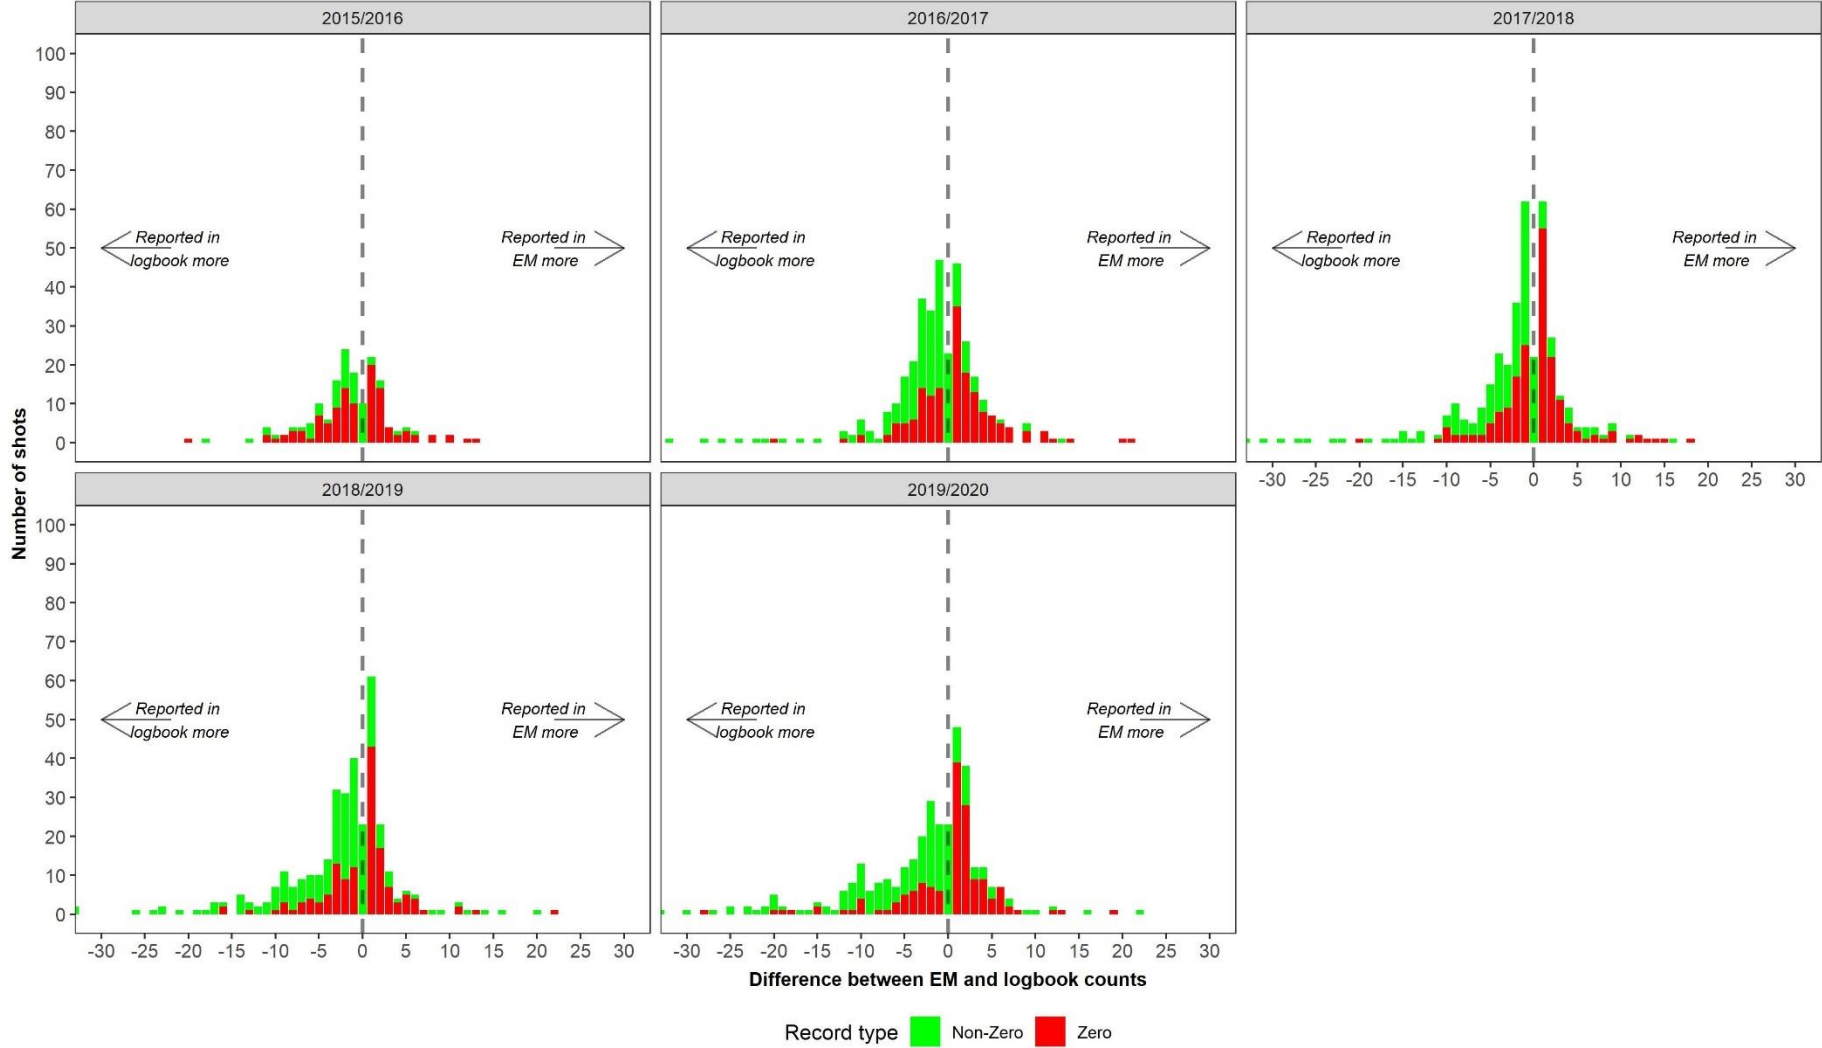 2015/2016
2016/2017
2017/2018
Number of shots
100
90
80
70
60
50
40
30
20
10
0
Reported in
logbook more
Reported in
EM more
Reported in
logbook more
Reported in
EM more
Reported in
logbook more
Reported in
EM more
-30 -25 -20 -15 -10 -5 0 5 10 15 20 25 30
2018/2019
2019/2020
100
90
80
70
60
50
40
30
20
10
0
Reported in
logbook more
Reported in
EM more
Reported in
logbook more
Reported in
EM more
-30 -25 -20 -15 -10 -5 0 5 10 15 20 25 30
-30 -25 -20 -15 -10 -5 0 5 10 15 20 25 30
Difference between EM and logbook counts
Record type Non-Zero Zero